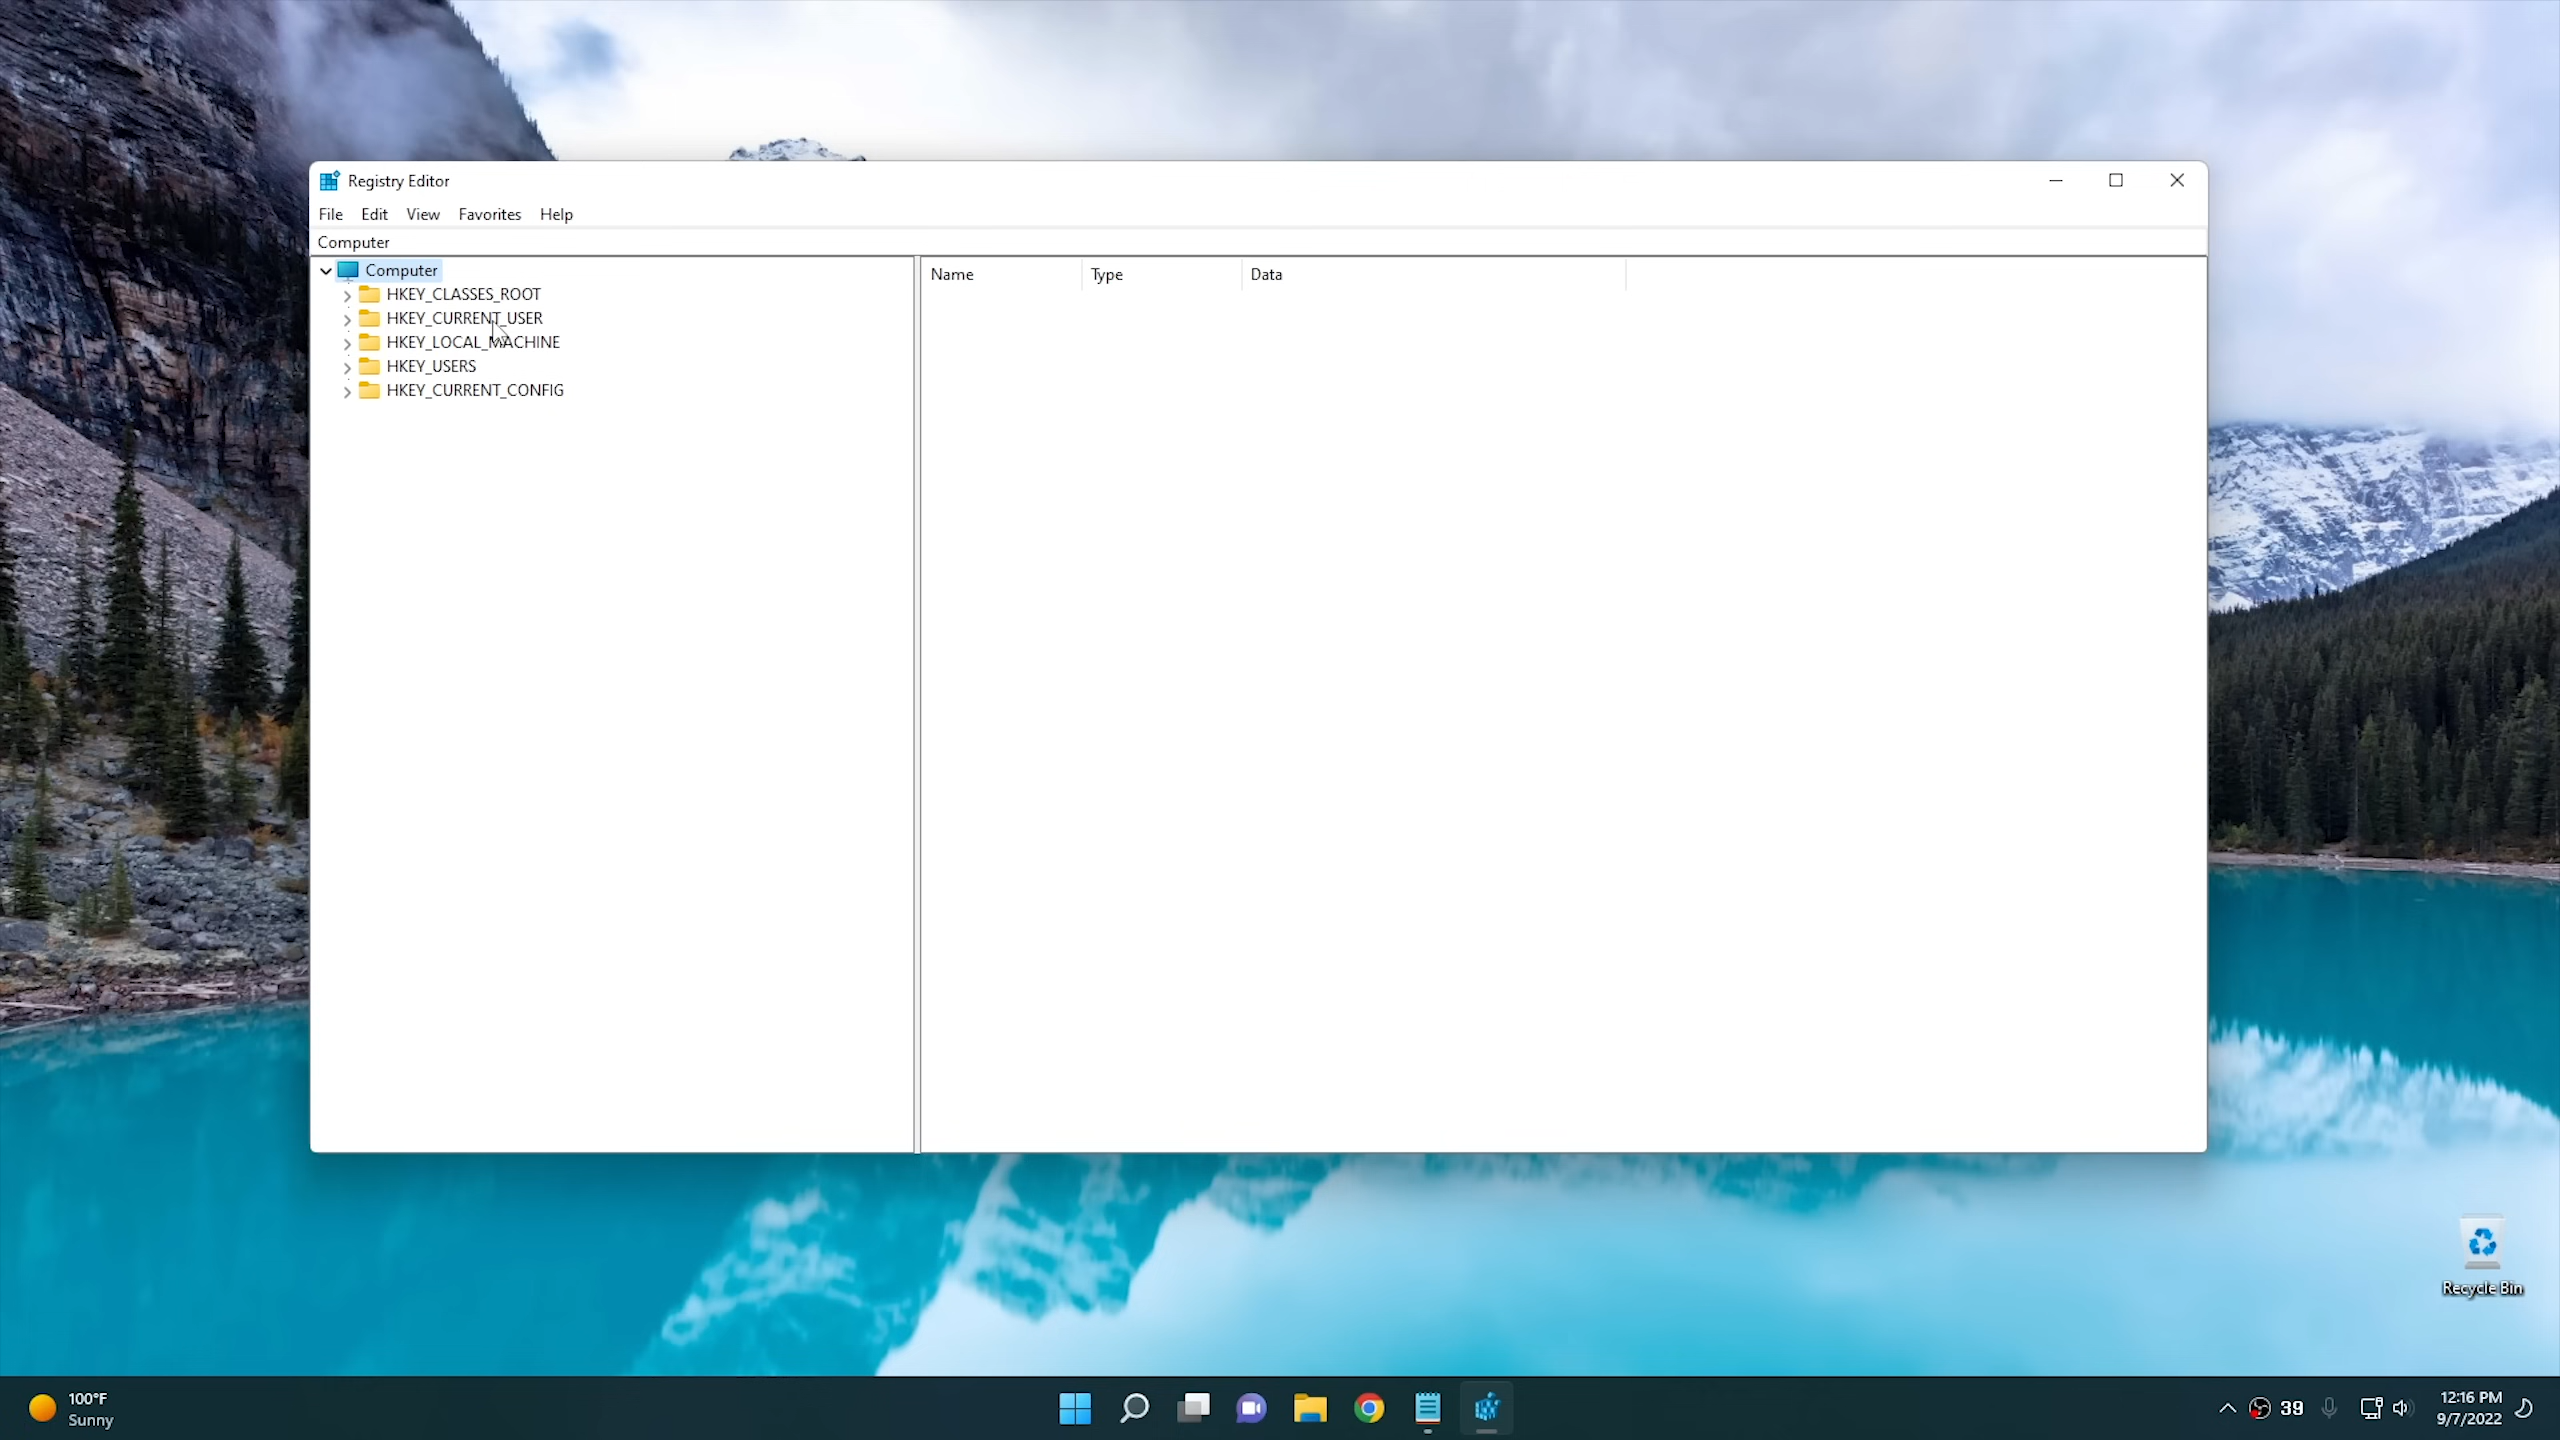 Registry Editor
File Edit View Favorites Help
Computer
Computer
HKEY_CLASSES_ROOT
HKEY_CURRENT_USER
HKEY_LOCAL_MACHINE
HKEY_USERS
HKEY_CURRENT_CONFIG
Name Type Data
Recycle Bin
100°F
Sunny
39
12:16 PM
9/7/2022